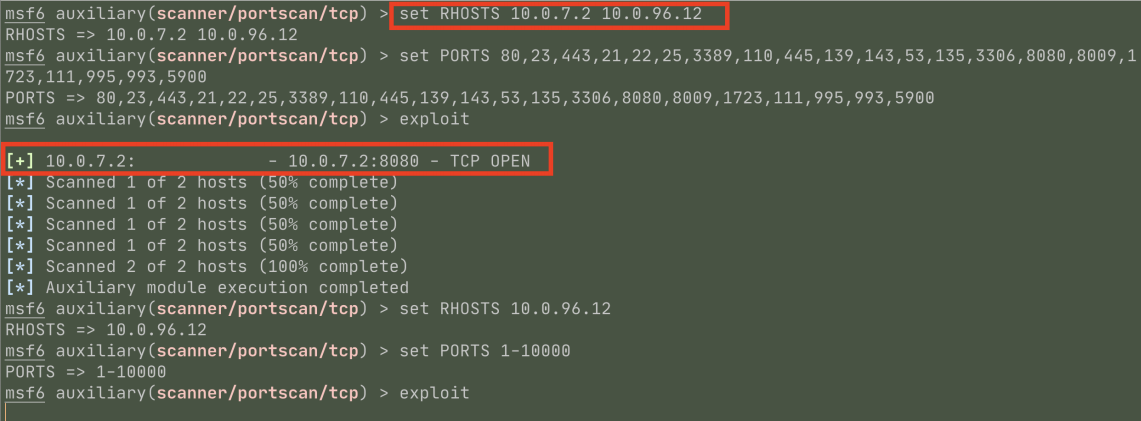 msf6 auxiliary(scanner/portscan/tcp) > set RHOSTS 10.0.7.2 10.0.96.12
RHOSTS => 10.0.7.2 10.0.96.12
msf6 auxiliary(scanner/portscan/tcp) > set PORTS 80,23,443,21,22,25,3389,110,445,139,143,53,135,3306,8080,8009,1
723,111,995,993,5900
PORTS => 80,23,443,21,22,25,3389,110,445,139,143,53,135,3306,8080,8009,1723,111,995,993,5900
msf6 auxiliary(scanner/portscan/tcp) > exploit
[+] 10.0.7.2:             - 10.0.7.2:8080 - TCP OPEN
[*] Scanned 1 of 2 hosts (50% complete)
[*] Scanned 1 of 2 hosts (50% complete)
[*] Scanned 1 of 2 hosts (50% complete)
[*] Scanned 1 of 2 hosts (50% complete)
[*] Scanned 2 of 2 hosts (100% complete)
[*] Auxiliary module execution completed
msf6 auxiliary(scanner/portscan/tcp) > set RHOSTS 10.0.96.12
RHOSTS => 10.0.96.12
msf6 auxiliary(scanner/portscan/tcp) > set PORTS 1-10000
PORTS => 1-10000
msf6 auxiliary(scanner/portscan/tcp) > exploit